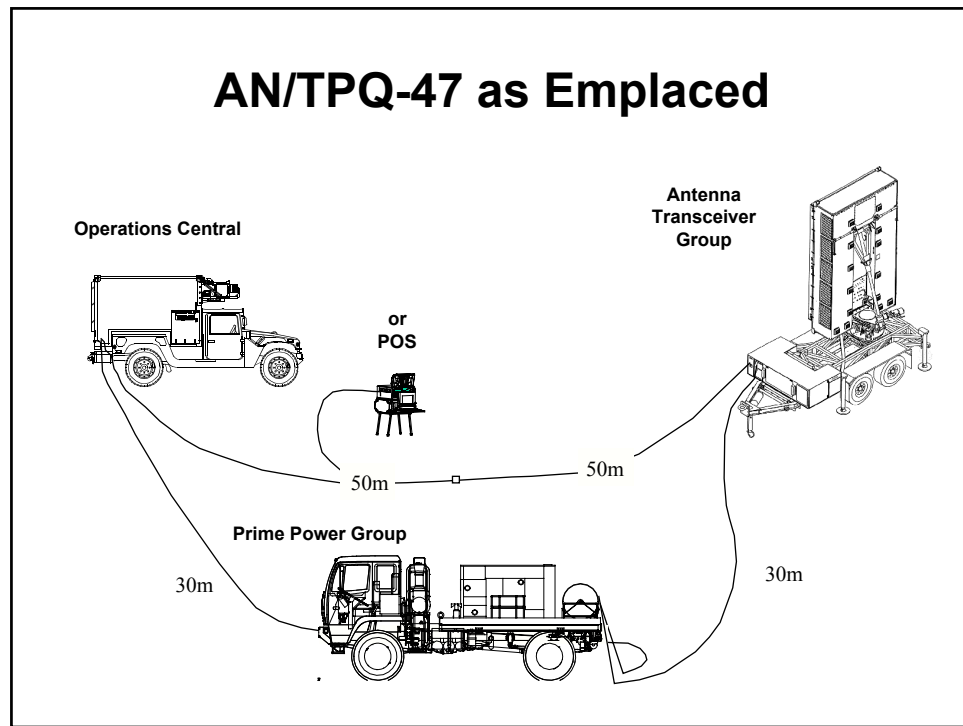 AN/TPQ-47 as Emplaced
Operations Central
or
POS
Antenna
Transceiver
Group
50m
50m
Prime Power Group
30m
30m